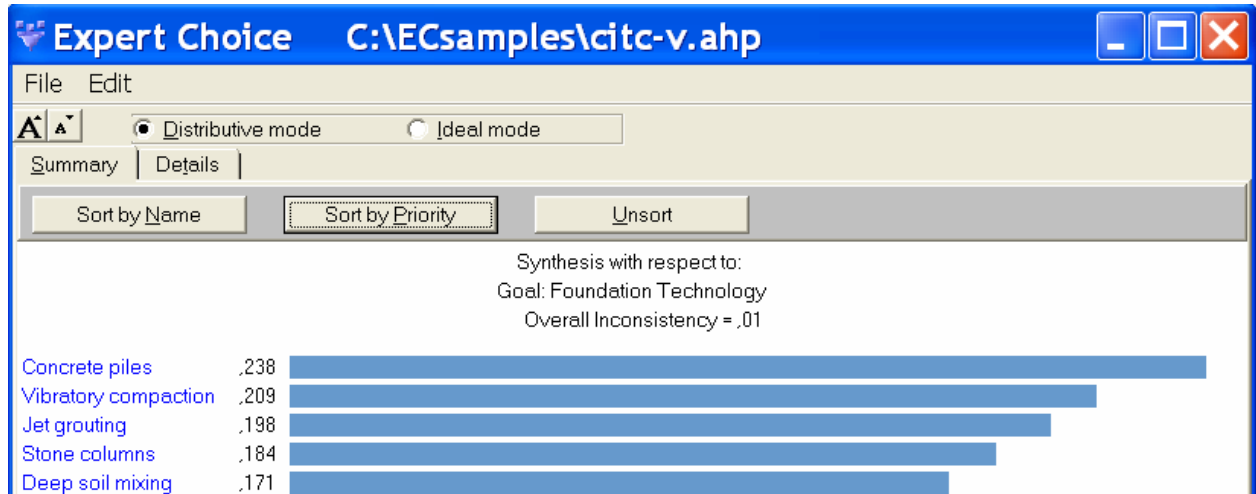 Expert Choice C:\ECsamples\citc-v.ahp
File Edit
A A Distributive mode Ideal mode
Summary Details
Sort by Name Sort by Priority Unsort
Synthesis with respect to:
Goal: Foundation Technology
Overall Inconsistency = ,01
Concrete piles ,238
Vibratory compaction ,209
Jet grouting ,198
Stone columns ,184
Deep soil mixing ,171